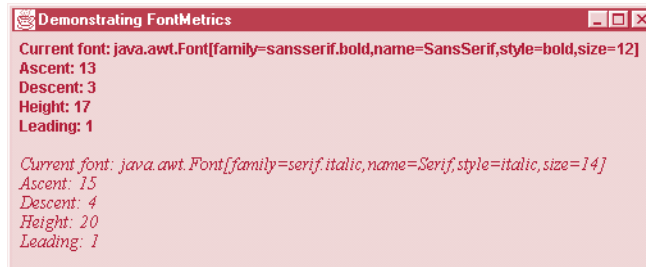 Demonstrating FontMetrics
Current font: java.awt.Font[family=sansserif.bold,name=SansSerif,style=bold,size=12]
Ascent: 13
Descent: 3
Height: 17
Leading: 1
Current font: java.awt.Font[family=serif.italic,name=Serif,style=italic,size=14]
Ascent: 15
Descent: 4
Height: 20
Leading: 1